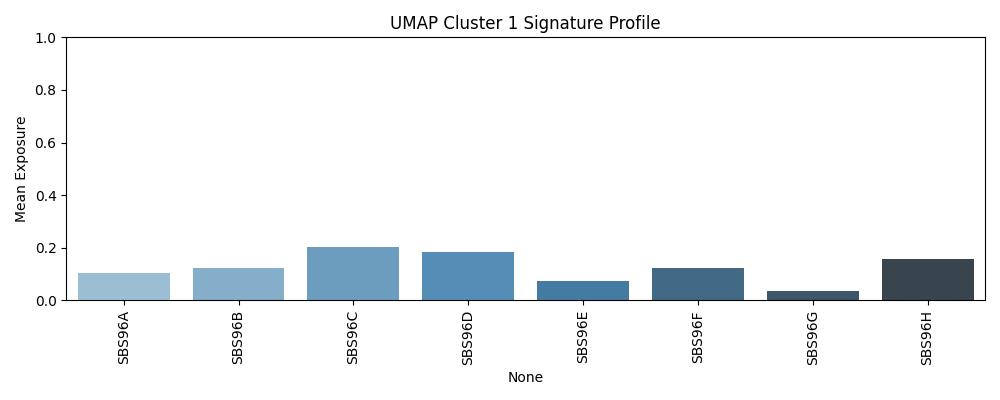 UMAP Cluster 1 Signature Profile
1.0
0.8
0.6
0.4
0.2
0.0
Mean Exposure
SBS96A
SBS96B
SBS96C
SBS96D
SBS96E
SBS96F
SBS96G
SBS96H
None